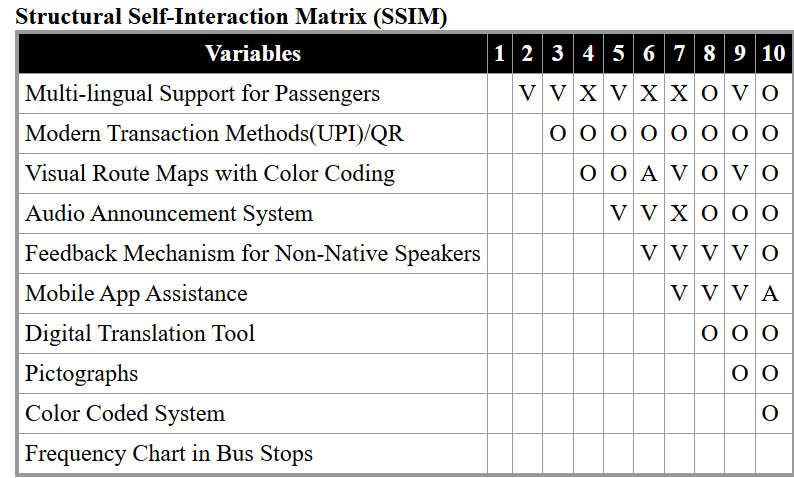 Structural Self-Interaction Matrix (SSIM)
Variables 1 2 3 4 5 6 7 8 9 10
Multi-lingual Support for Passengers V V X V X X O V O
Modern Transaction Methods(UPI)/QR O O O O O O O O
Visual Route Maps with Color Coding O O A V O V O
Audio Announcement System V V X O O O
Feedback Mechanism for Non-Native Speakers V V V V O
Mobile App Assistance V V V A
Digital Translation Tool O O O
Pictographs O O
Color Coded System O
Frequency Chart in Bus Stops